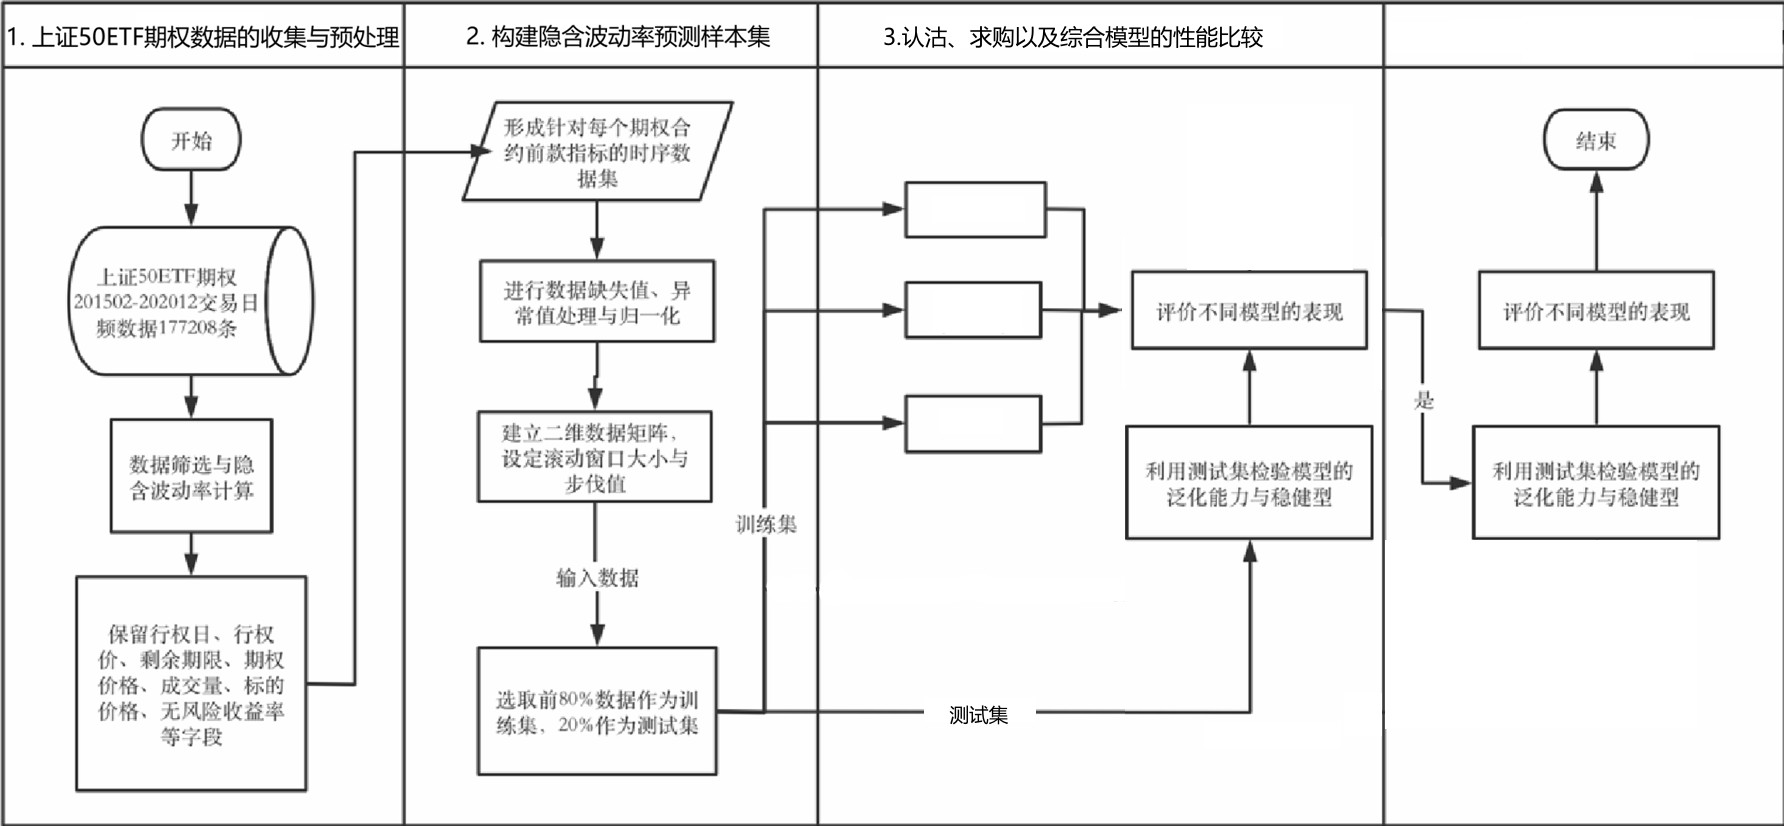 1. 上证50ETF期权数据的收集与预处理
2. 构建隐含波动率预测样本集
3.认沽、求购以及综合模型的性能比较
开始
上证50ETF期权
201502-202012交易日
频数据177208条
数据筛选与隐
含波动率计算
保留行权日、行权
价、剩余期限、期权
价格、成交量、标的
价格、无风险收益率
等字段
形成针对每个期权合
约前款指标的时序数
据集
进行数据缺失值、异
常值处理与归一化
建立二维数据矩阵，
设定滚动窗口大小与
步伐值
输入数据
选取前80%数据作为训
练集，20%作为测试集
训练集
测试集
评价不同模型的表现
利用测试集检验模型的
泛化能力与稳健型
是
结束
评价不同模型的表现
利用测试集检验模型的
泛化能力与稳健型